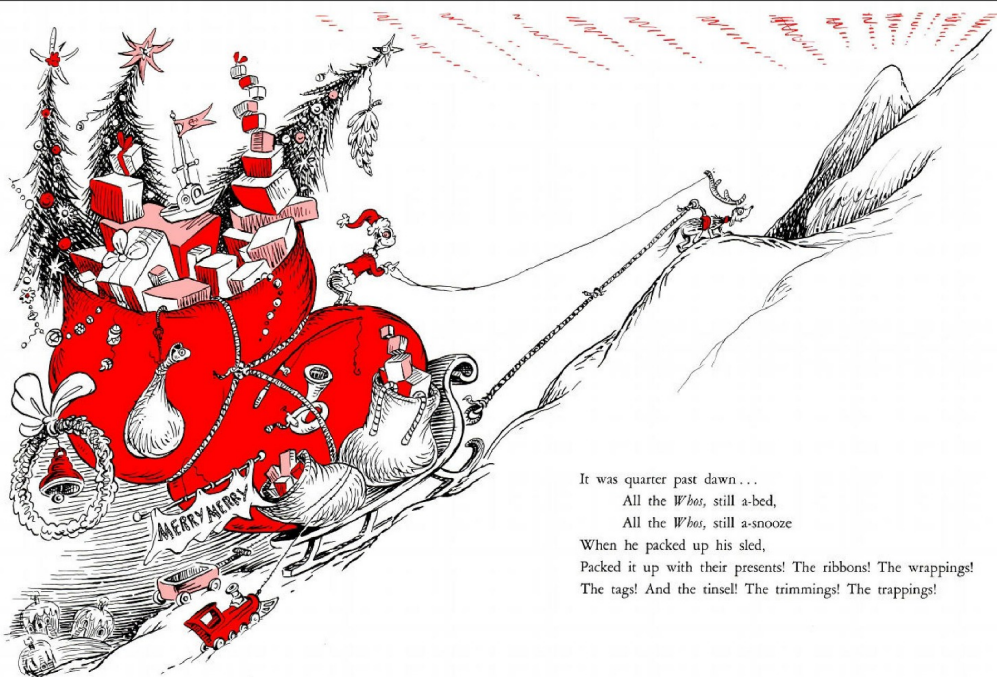 MERRY MERRY
It was quarter past dawn...
All the Whos, still a-bed,
All the Whos, still a-snooze
When he packed up his sled,
Packed it up with their presents! The ribbons! The wrappings!
The tags! And the tinsel! The trimmings! The trappings!